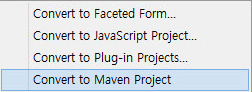 Convert to Faceted Form...
Convert to JavaScript Project...
Convert to Plug-in Projects...
Convert to Maven Project